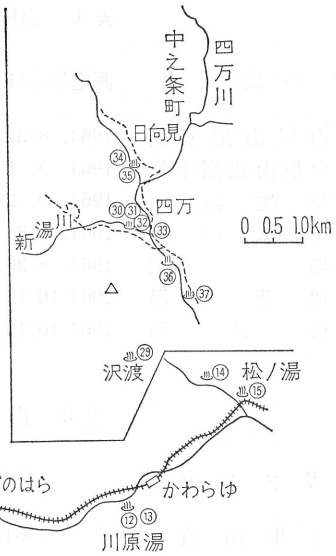 四万川
中之条町
日向見
㉞
㉟
四万
㉚ ㉛
㉜
㉝
新湯川
0 0.5 1.0km
㊱
㊲
㉙
沢渡
⑭
松ノ湯
⑮
のはら
かわらゆ
⑫ ⑬
川原湯